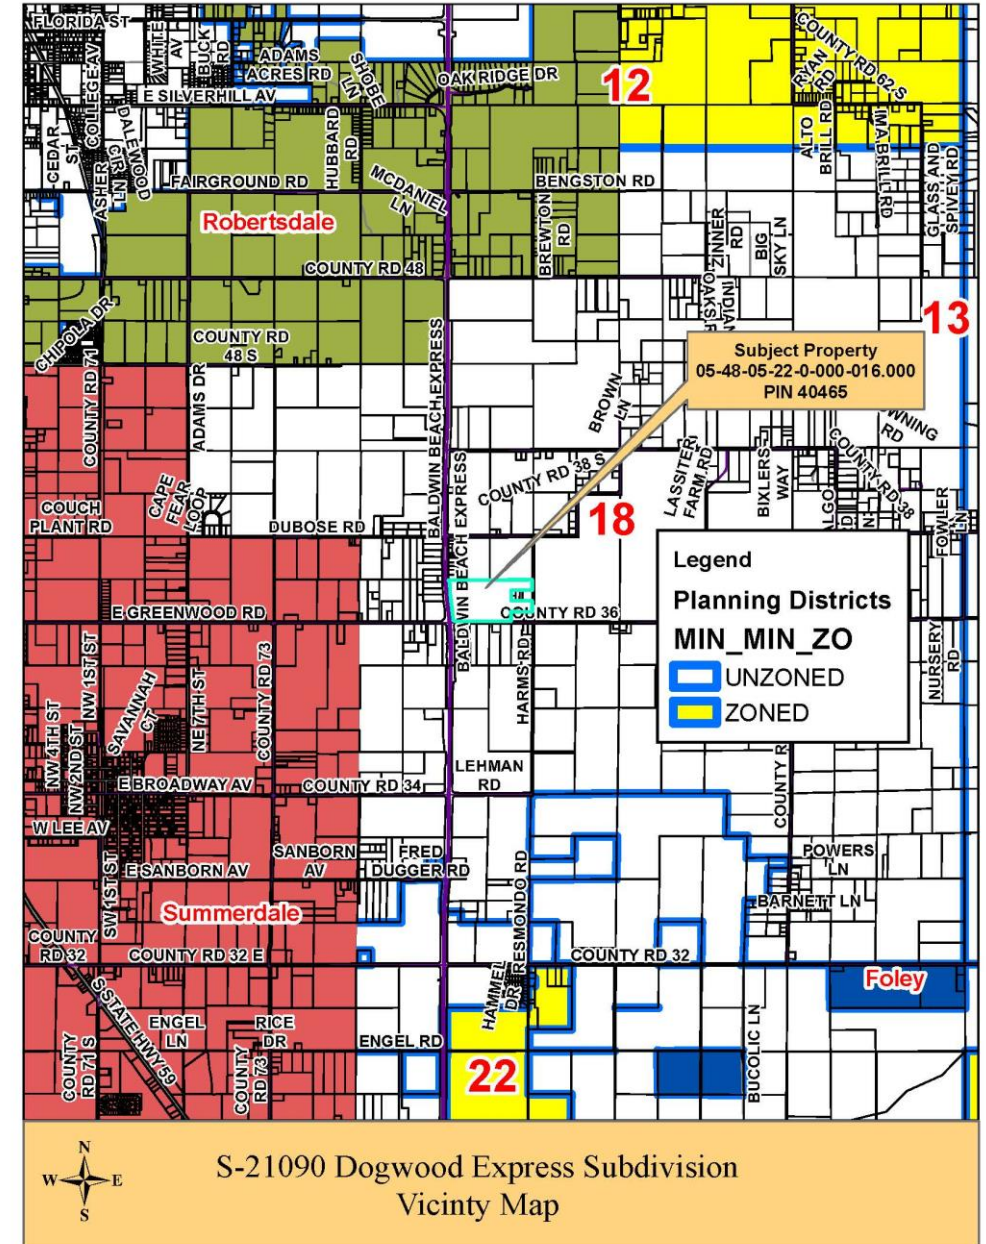 FLORIDA ST
COLLEGE AV
WHITE
AV
BUCK
RD
ADAMS
ACRES RD
SHOBE
LN
OAK RIDGE DR
12
COUNTY RD 62 S
RYAN
RD
E SILVERHILL AV
CEDAR
ST
DALEWOOD
CIR
LN
ASHER
HUBBARD
RD
ALTO
BRILL RD
IMA BRILL RD
GLASS AND
SPIVEY RD
FAIRGROUND RD
MCDANIEL
LN
BENGSTON RD
Robertsdale
BREWTON
RD
ZINNER
RD
BIG
SKY LN
COUNTY RD 48
INDIAN
OAKS
13
CHIPOLA DR
COUNTY RD 71
COUNTY RD
48 S
ADAMS DR
BALDWIN BEACH EXPRESS
Subject Property
05-48-05-22-0-000-016.000
PIN 40465
BROWN
LN
OWNING
RD
COUNTY RD 38 S
LASSITER
FARM RD
BIXLERS
WAY
COUNTY RD 38
ALGO
FOWLER
LN
COUCH
PLANT RD
CAPE
FEAR
LOOP
DUBOSE RD
BALDWIN BEACH EXPRESS
18
E GREENWOOD RD
COUNTY RD 36
Legend
Planning Districts
MIN_MIN_ZO
UNZONED
ZONED
NW 4TH ST
NW 2ND ST
NW 1ST ST
SAVANNAH
CT
NE 7TH ST
COUNTY RD 73
HARMS RD
NURSERY
RD
E BROADWAY AV
COUNTY RD 34
LEHMAN
RD
COUNTY R
W LEE AV
SW 1ST ST
E SANBORN AV
SANBORN
AV
FRED
DUGGER RD
POWERS
LN
BARNETT LN
Summerdale
RESMONDO RD
COUNTY
RD 32
COUNTY RD 32 E
COUNTY RD 32
Foley
S STATE HWY 59
HAMMEL
DR
COUNTY
RD 71 S
ENGEL
LN
RICE
DR
COUNTY
RD 73
ENGEL RD
22
BUCOLIC LN
N
W
E
S
S-21090 Dogwood Express Subdivision
Vicinty Map